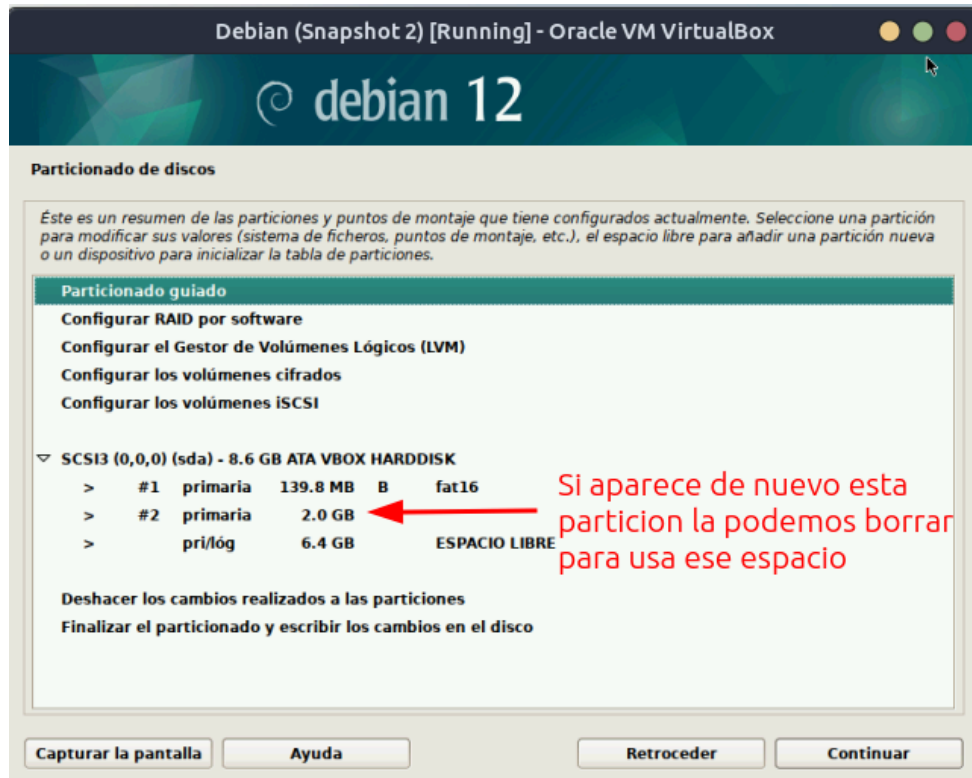 Debian (Snapshot 2) [Running] - Oracle VM VirtualBox
debian 12
Particionado de discos
Éste es un resumen de las particiones y puntos de montaje que tiene configurados actualmente. Seleccione una partición
para modificar sus valores (sistema de ficheros, puntos de montaje, etc.), el espacio libre para añadir una partición nueva
o un dispositivo para inicializar la tabla de particiones.
Particionado guiado
Configurar RAID por software
Configurar el Gestor de Volúmenes Lógicos (LVM)
Configurar los volúmenes cifrados
Configurar los volúmenes iSCSI
SCSI3 (0,0,0) (sda) - 8.6 GB ATA VBOX HARDDISK
> #1 primaria 139.8 MB B fat16
> #2 primaria 2.0 GB
> pri/lóg 6.4 GB ESPACIO LIBRE
Si aparece de nuevo esta
particion la podemos borrar
para usa ese espacio
Deshacer los cambios realizados a las particiones
Finalizar el particionado y escribir los cambios en el disco
Capturar la pantalla Ayuda Retroceder Continuar